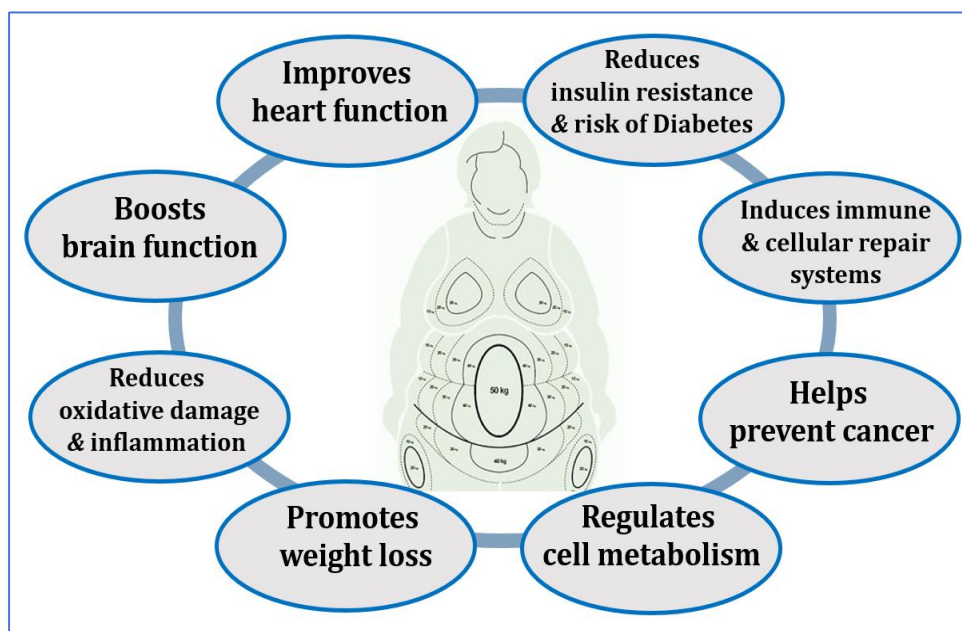 Improves
heart function
Reduces
insulin resistance
& risk of Diabetes
Boosts
brain function
Induces immune
& cellular repair
systems
Reduces
oxidative damage
& inflammation
50 kg
40 kg
Helps
prevent cancer
Promotes
weight loss
Regulates
cell metabolism